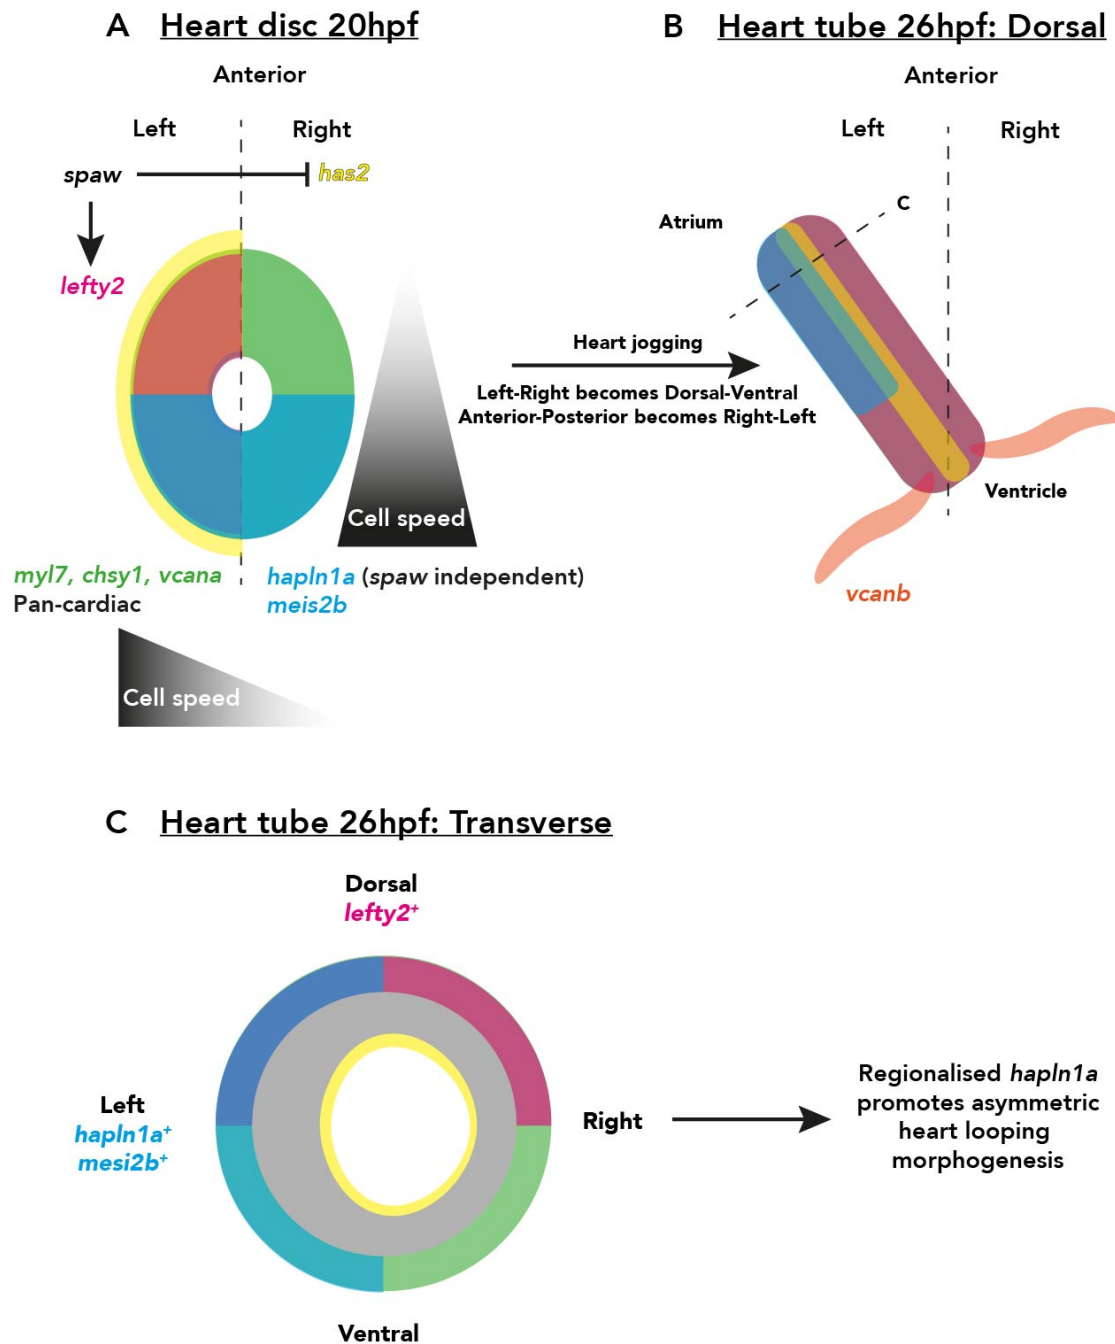 A Heart disc 20hpf
Anterior
Left Right
spaw has2
lefty2
Cell speed
myl7, chsy1, vcana
Pan-cardiac
hapln1a (spaw independent)
meis2b
Cell speed
Heart jogging
Left-Right becomes Dorsal-Ventral
Anterior-Posterior becomes Right-Left
B Heart tube 26hpf: Dorsal
Anterior
Left Right
C
Atrium
Ventricle
vcanb
C Heart tube 26hpf: Transverse
Dorsal
lefty2⁺
Left
hapln1a⁺
mesi2b⁺
Right
Ventral
Regionalised hapln1a
promotes asymmetric
heart looping
morphogenesis